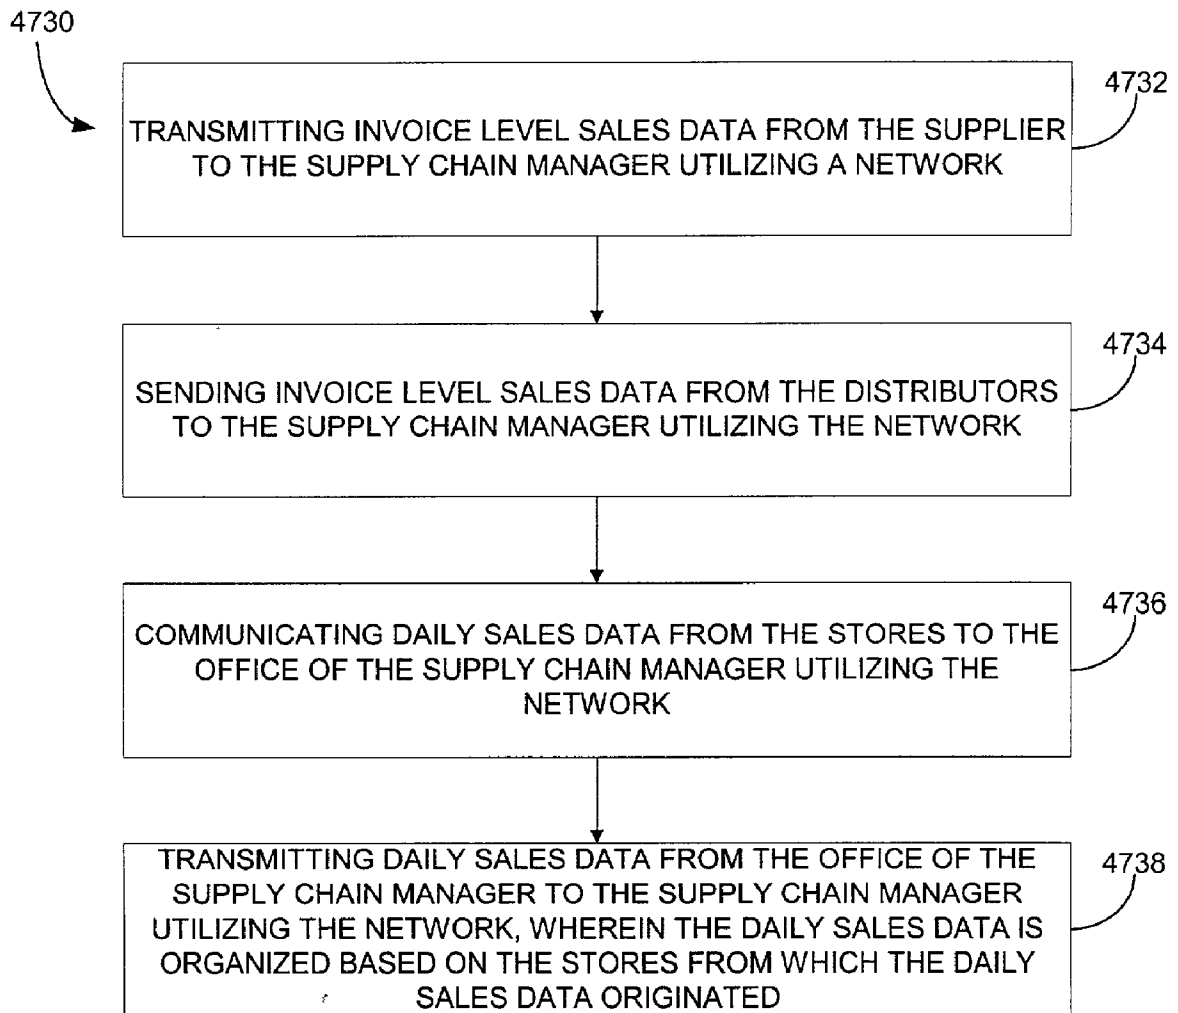 4730
4732
TRANSMITTING INVOICE LEVEL SALES DATA FROM THE SUPPLIER
TO THE SUPPLY CHAIN MANAGER UTILIZING A NETWORK
4734
SENDING INVOICE LEVEL SALES DATA FROM THE DISTRIBUTORS
TO THE SUPPLY CHAIN MANAGER UTILIZING THE NETWORK
4736
COMMUNICATING DAILY SALES DATA FROM THE STORES TO THE
OFFICE OF THE SUPPLY CHAIN MANAGER UTILIZING THE
NETWORK
4738
TRANSMITTING DAILY SALES DATA FROM THE OFFICE OF THE
SUPPLY CHAIN MANAGER TO THE SUPPLY CHAIN MANAGER
UTILIZING THE NETWORK, WHEREIN THE DAILY SALES DATA IS
ORGANIZED BASED ON THE STORES FROM WHICH THE DAILY
SALES DATA ORIGINATED